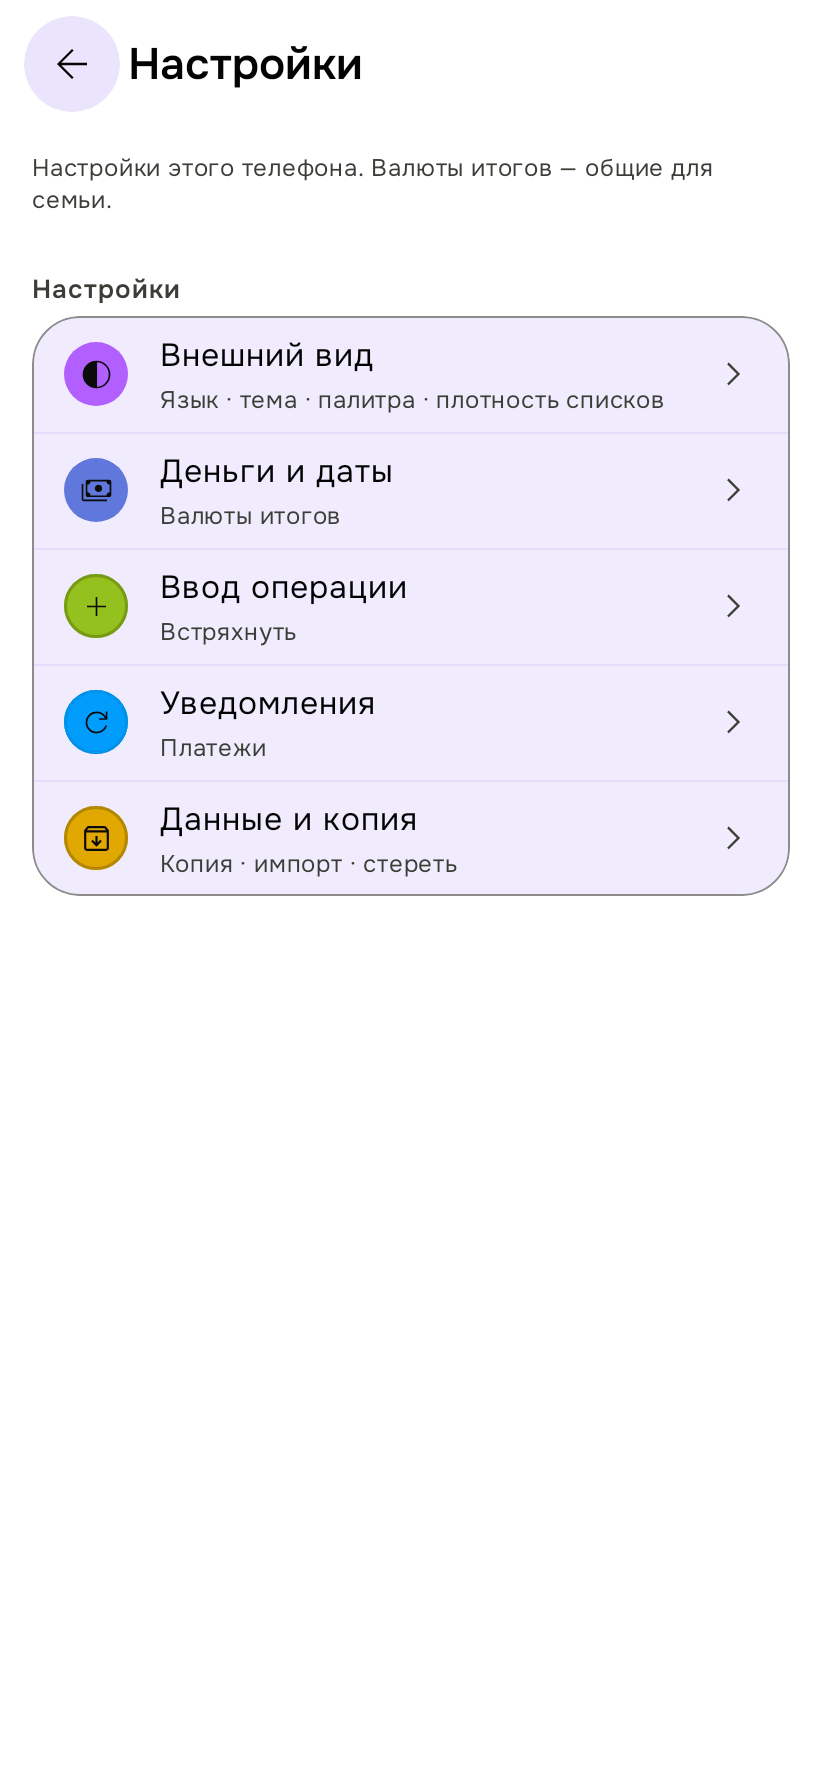 Настройки
Настройки этого телефона. Валюты итогов — общие для
семьи.
Настройки
Внешний вид
Язык · тема · палитра · плотность списков
Деньги и даты
Валюты итогов
Ввод операции
Встряхнуть
Уведомления
Платежи
Данные и копия
Копия · импорт · стереть